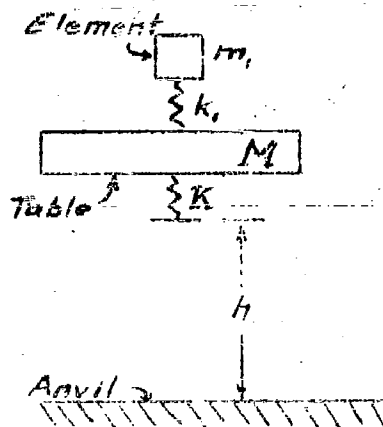 Element
m₁
k₁
M
Table
K
h
Anvil